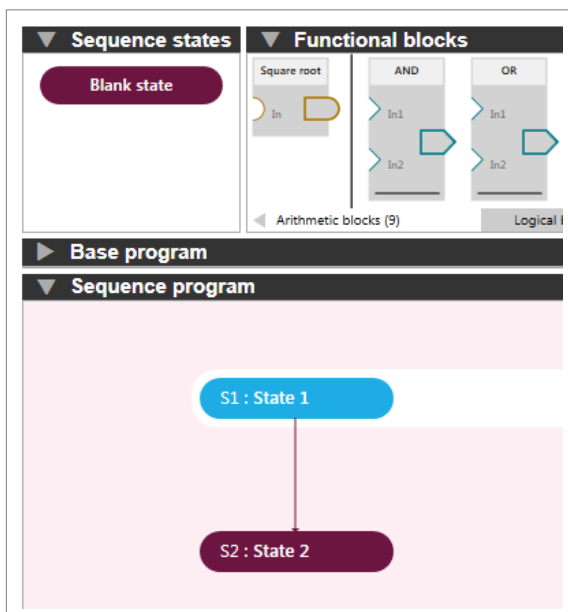 Sequence states
Functional blocks
Blank state
Square root
In
AND
In1
In2
OR
In1
In2
Arithmetic blocks (9)
Logical
Base program
Sequence program
S1 : State 1
S2 : State 2